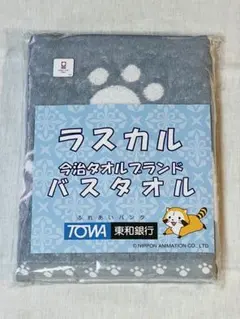 ラスカル
今治タオルブランド
バスタオル
ふれあいバンク
TOWA 東和銀行
© NIPPON ANIMATION CO., LTD.